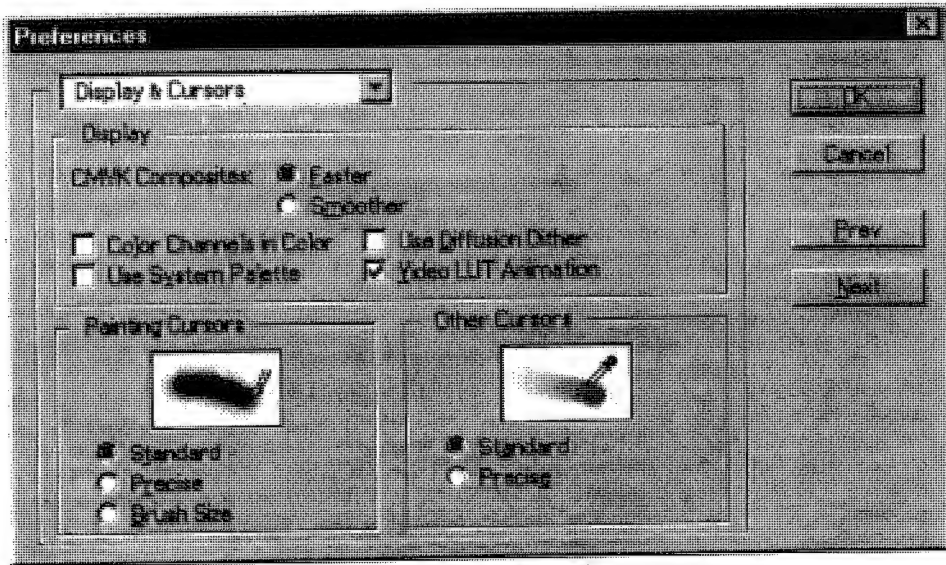 Preferences
Display & Cursors
OK
Display
Cancel
CMYK Composites: Faster
Smoother
Color Channels in Color
Use Diffusion Dither
Prev
Use System Palette
Video LUT Animation
Next
Painting Cursors
Other Cursors
Standard
Precise
Brush Size
Standard
Precise